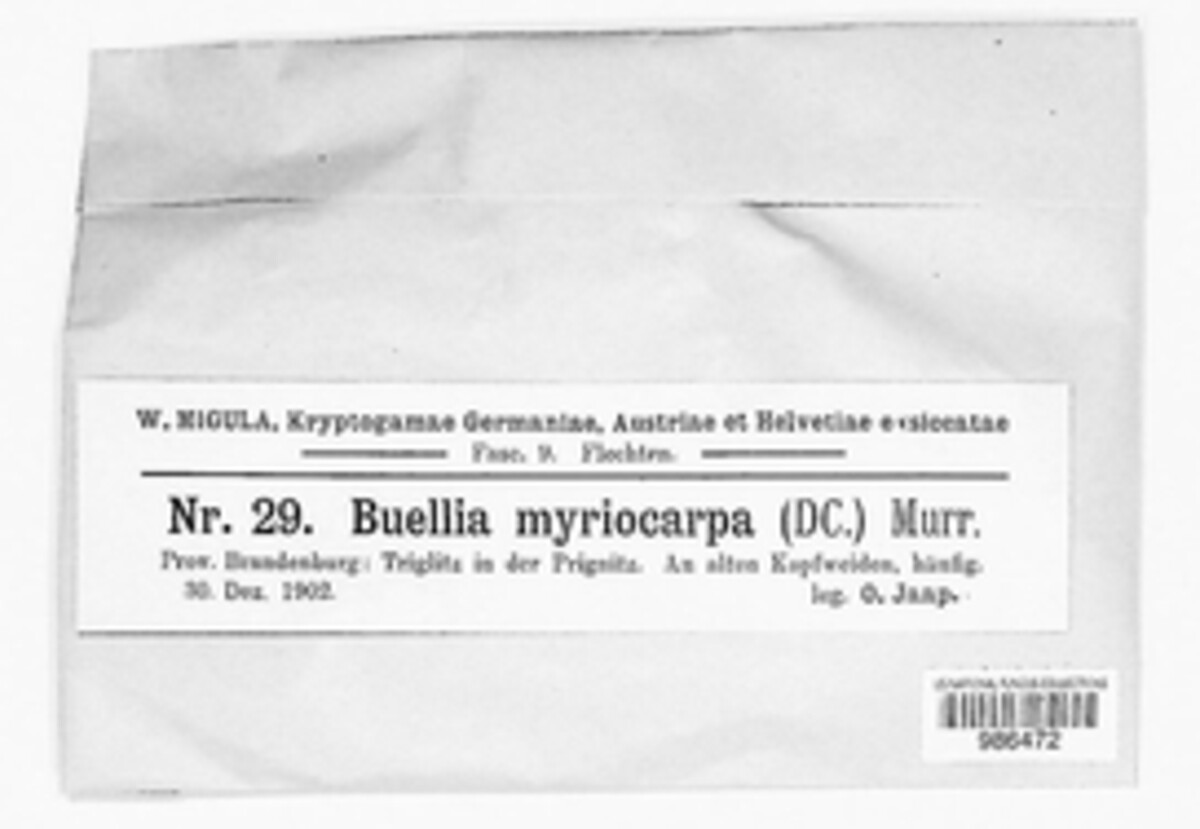 W. MIGULA, Kryptogamae Germaniae, Austriae et Helvetiae exsiccatae
Fasc. 9. Flechten.
Nr. 29. Buellia myriocarpa (DC.) Murr.
Prov. Brandenburg: Triglitz in der Prignitz. An alten Kopfweiden, häufig.
30. Dez. 1902.
leg. O. Jaap.
986472